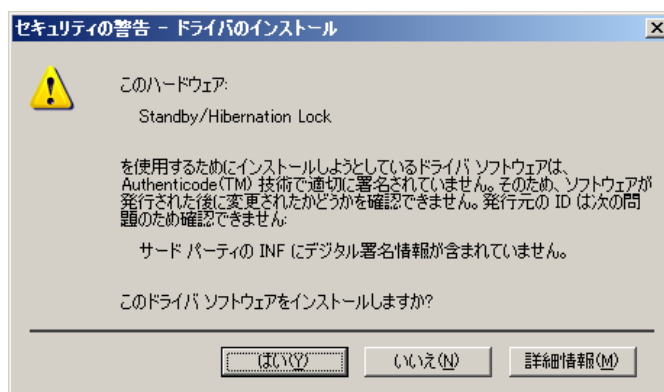 セキュリティの警告 - ドライバのインストール
このハードウェア:
Standby/Hibernation Lock
を使用するためにインストールしようとしているドライバ ソフトウェアは、
Authenticode(TM) 技術で適切に署名されていません。そのため、ソフトウェアが
発行された後に変更されたかどうかを確認できません。発行元の ID は次の問
題のため確認できません:
サード パーティの INF にデジタル署名情報が含まれていません。
このドライバ ソフトウェアをインストールしますか?
はい(Y) いいえ(N) 詳細情報(M)